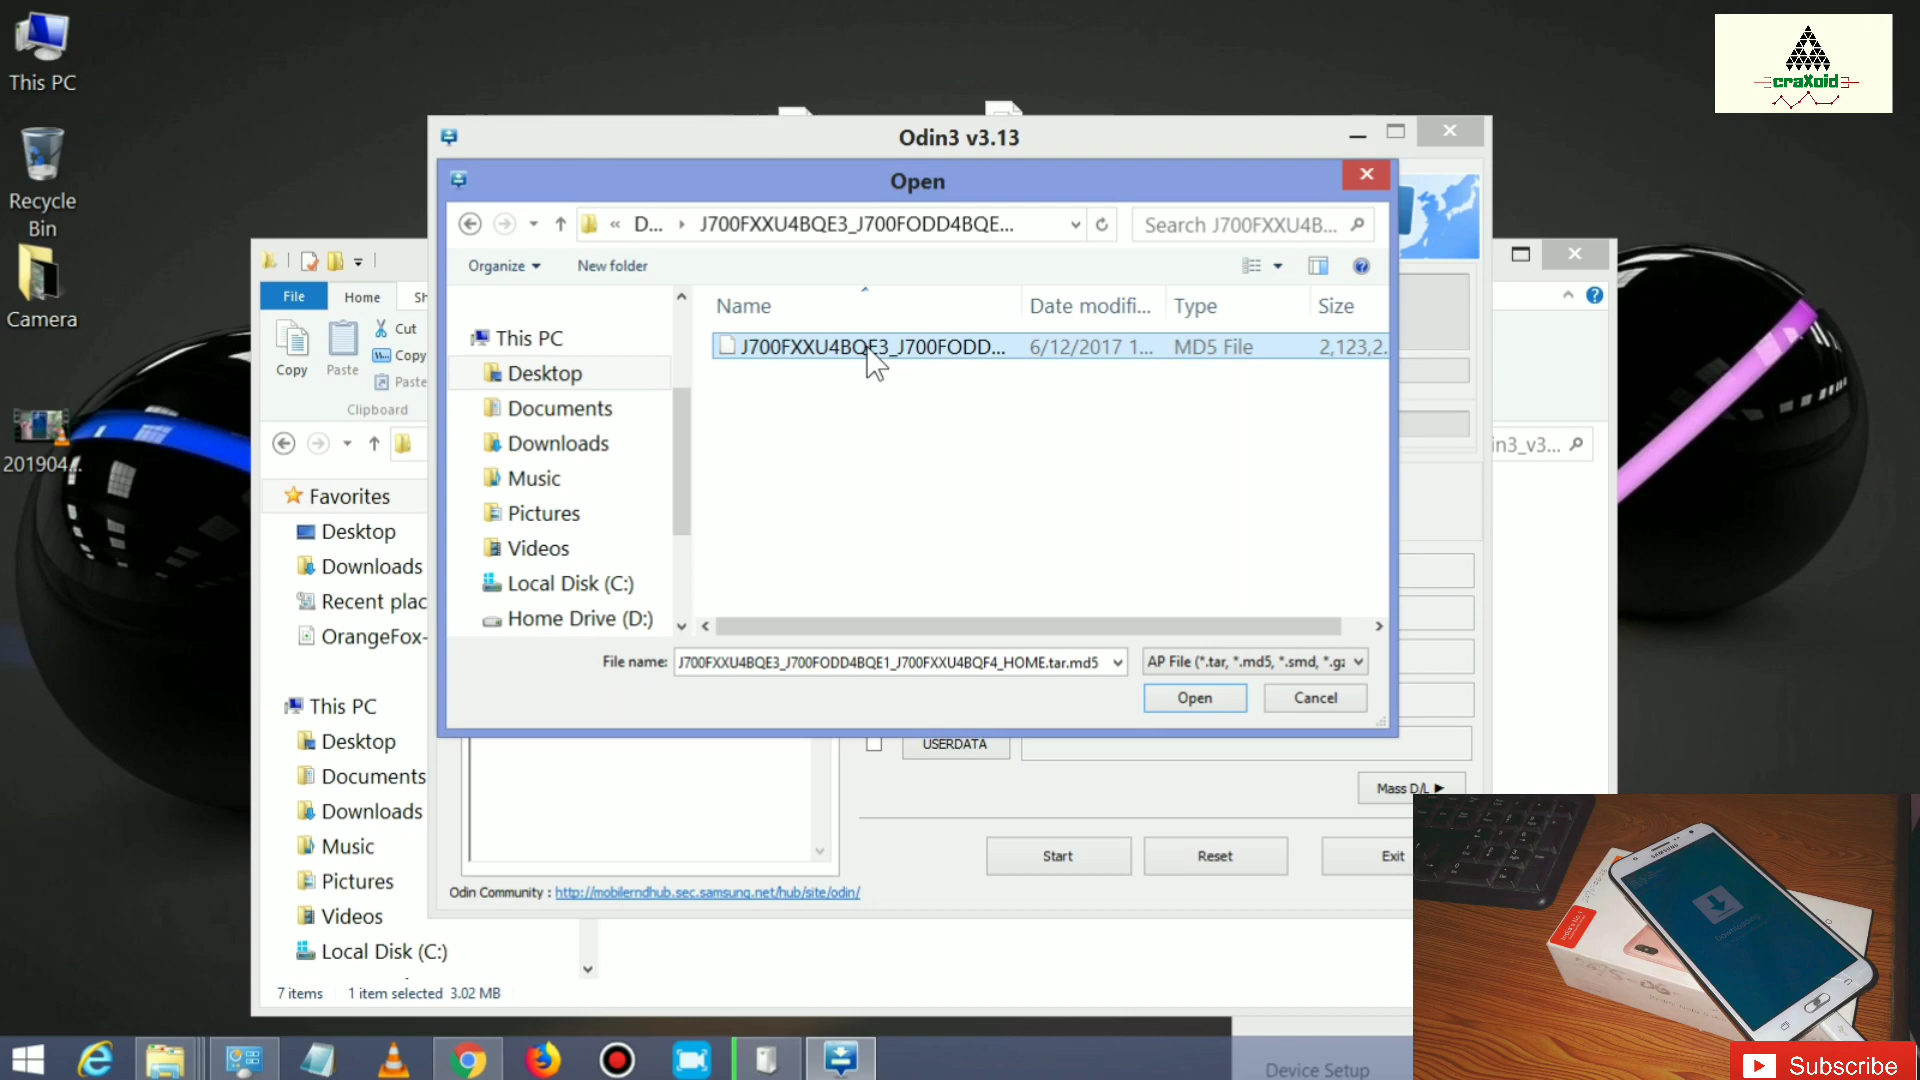 This PC
Recycle
Bin
Camera
201904...
craXoid
Odin3 v3.13
Open
« D... J700FXXU4BQE3_J700FODD4BQE...
Search J700FXXU4B...
Organize
New folder
Name
Date modifi...
Type
Size
This PC
Desktop
Documents
Downloads
Music
Pictures
Videos
Local Disk (C:)
Home Drive (D:)
J700FXXU4BQE3_J700FODD... 6/12/2017 1... MD5 File 2,123,2.
File name: J700FXXU4BQE3_J700FODD4BQE1_J700FXXU4BQF4_HOME.tar.md5
AP File (*.tar, *.md5, *.smd, *.gz
Open
Cancel
USERDATA
Mass D/L
Start
Reset
Exit
Odin Community : http://mobilerndhub.sec.samsung.net/hub/site/odin/
File
Home
Sh
Copy
Paste
Cut
Copy
Paste
Clipboard
in3_v3...
Favorites
Desktop
Downloads
Recent plac
OrangeFox-
This PC
Desktop
Documents
Downloads
Music
Pictures
Videos
Local Disk (C:)
7 items 1 item selected 3.02 MB
Device Setup
SAMSUNG
Downloading...
Subscribe